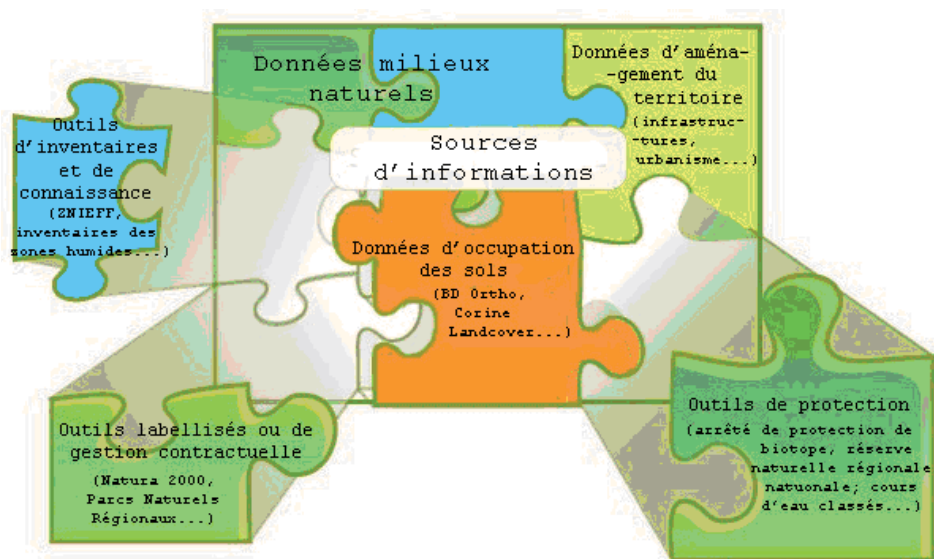 Données milieux
naturels
Données d'aména-
-gement du
territoire
(infrastruc-
-tures,
urbanisme...)
Sources
d'informations
Outils
d'inventaires
et de
connaissance
(ZNIEFF,
inventaires des
sones humides...)
Données d'occupation
des sols
(BD Ortho,
Corine
Landcover...)
Outils labellisés ou de
gestion contractuelle
(Natura 2000,
Parcs Naturels
Régionaux...)
Outils de protection
(arrêté de protection de
biotope, réserve
naturelle régionale
natuonale; cours
d'eau classés...)